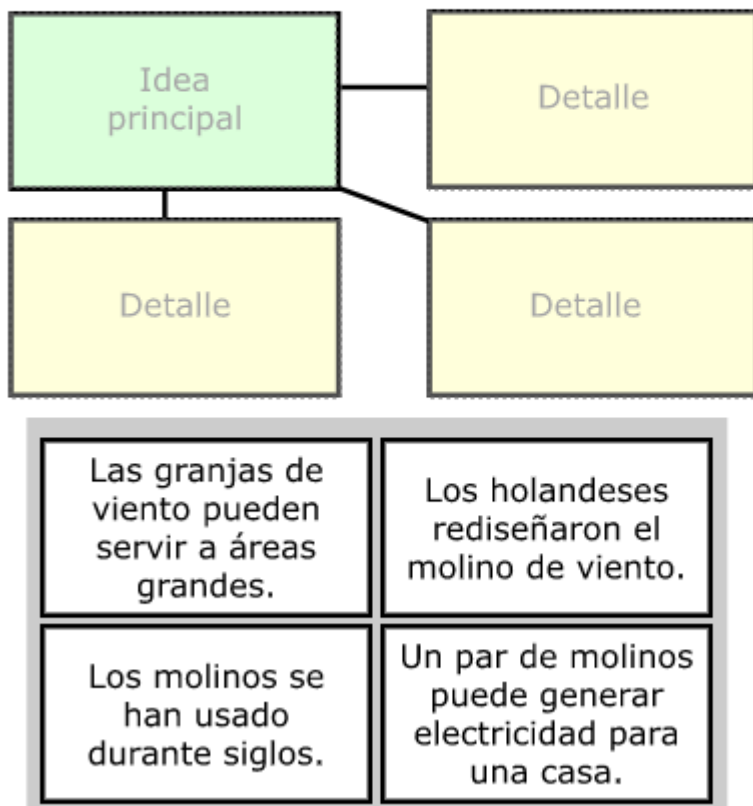 Idea
principal
Detalle
Detalle
Detalle
Las granjas de
viento pueden
servir a áreas
grandes.
Los holandeses
rediseñaron el
molino de viento.
Los molinos se
han usado
durante siglos.
Un par de molinos
puede generar
electricidad para
una casa.